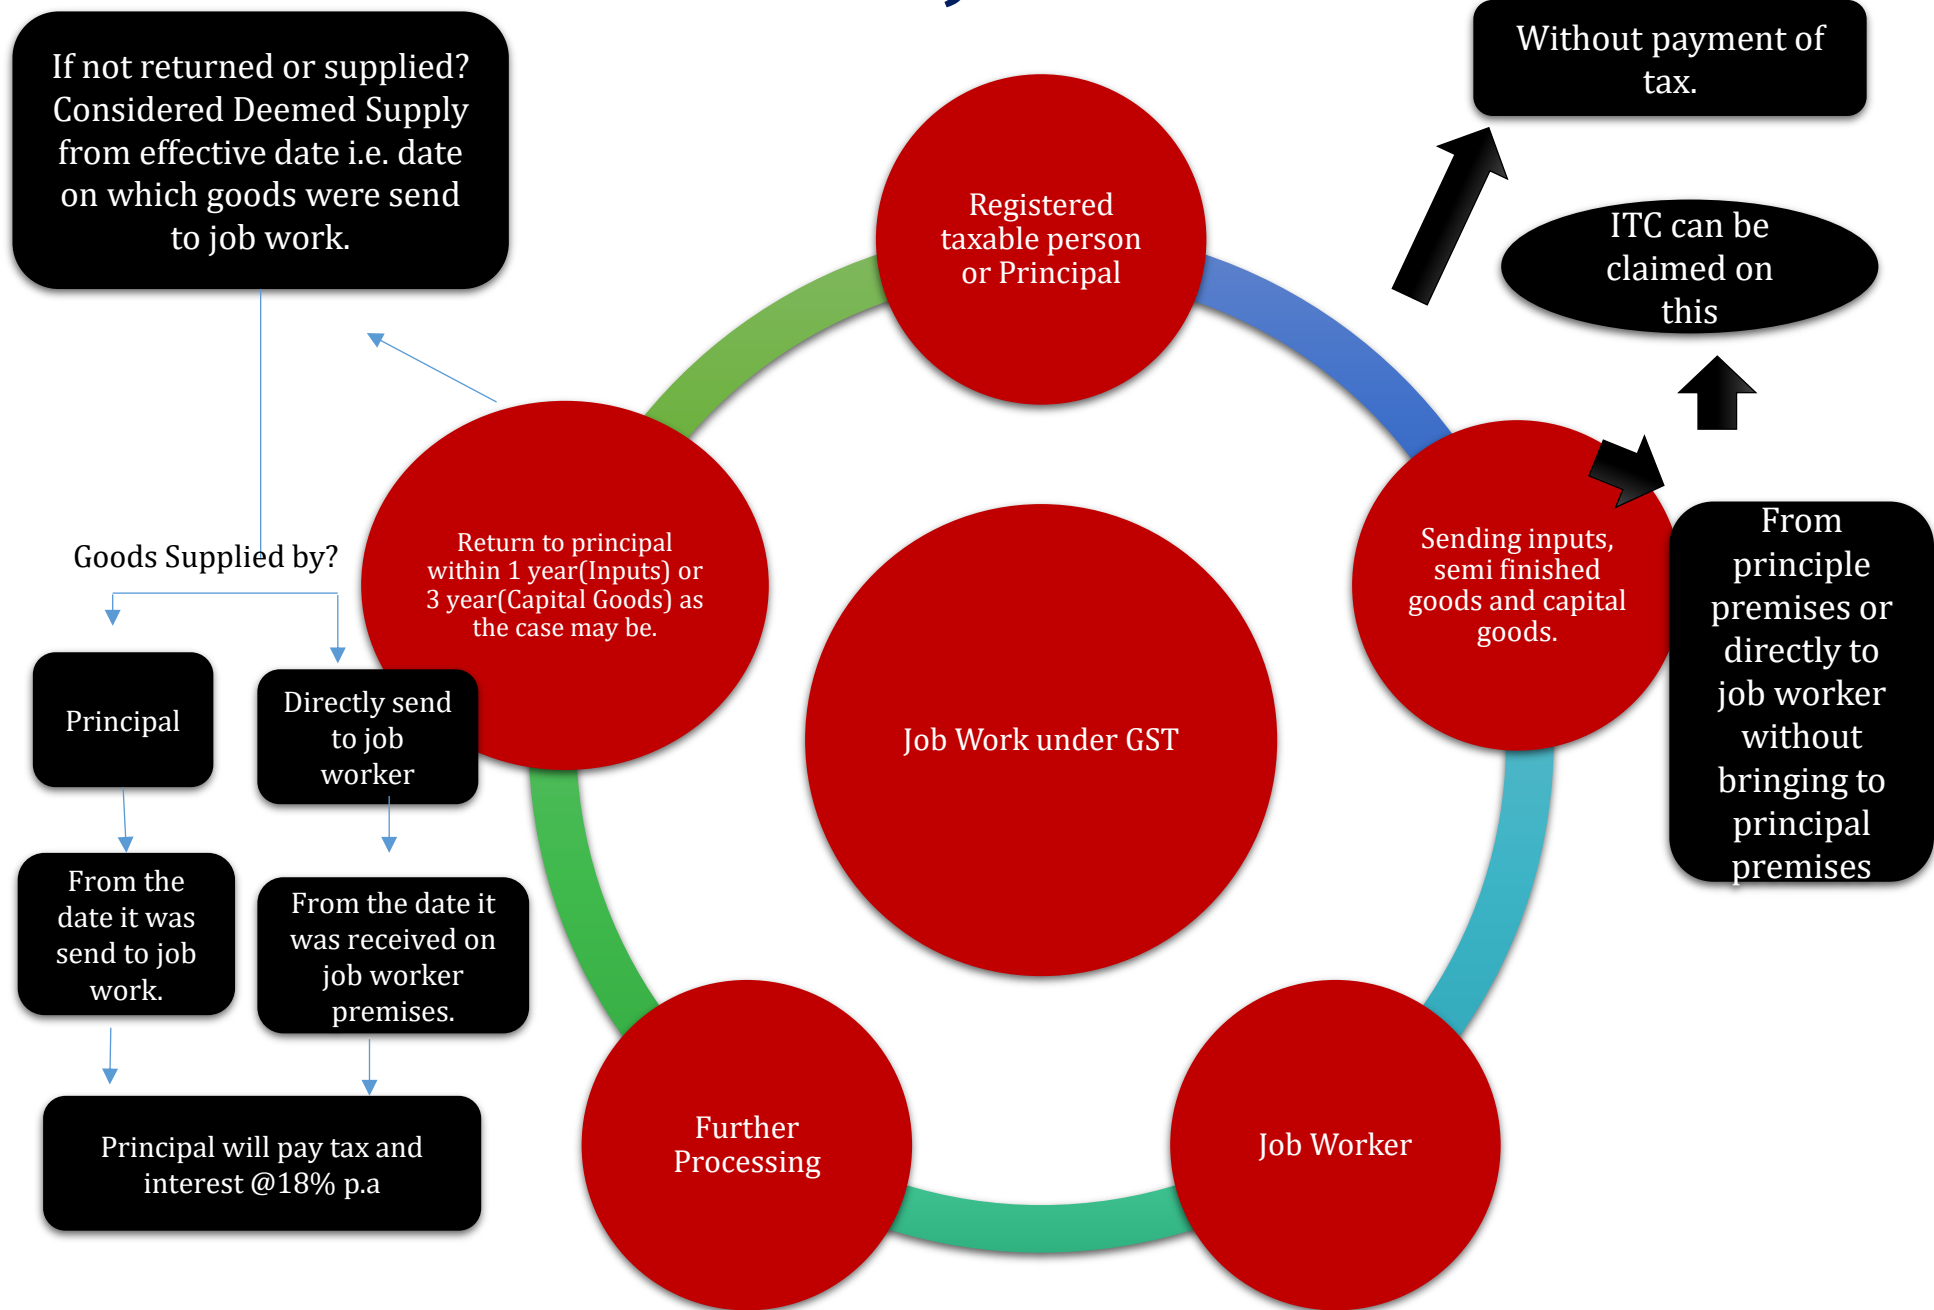 If not returned or supplied?
Considered Deemed Supply
from effective date i.e. date
on which goods were send
to job work.
Without payment of
tax.
Registered
taxable person
or Principal
ITC can be
claimed on
this
Goods Supplied by?
Return to principal
within 1 year(Inputs) or
3 year(Capital Goods) as
the case may be.
Sending inputs,
semi finished
goods and capital
goods.
From
principle
premises or
directly to
job worker
without
bringing to
principal
premises
Principal
Directly send
to job
worker
Job Work under GST
From the
date it was
send to job
work.
From the date it
was received on
job worker
premises.
Principal will pay tax and
interest @18% p.a
Further
Processing
Job Worker